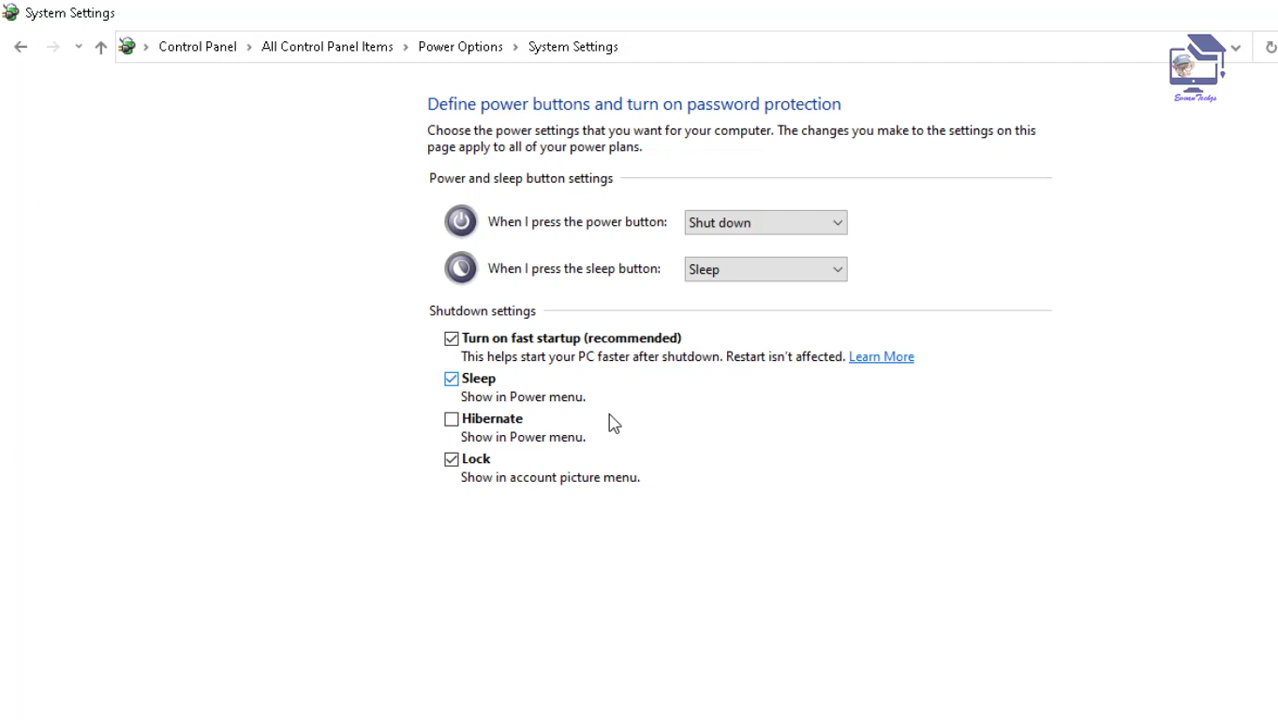 System Settings
Control Panel > All Control Panel Items > Power Options > System Settings
EvvanTechgs
Define power buttons and turn on password protection
Choose the power settings that you want for your computer. The changes you make to the settings on this
page apply to all of your power plans.
Power and sleep button settings
When I press the power button: Shut down
When I press the sleep button: Sleep
Shutdown settings
Turn on fast startup (recommended)
This helps start your PC faster after shutdown. Restart isn't affected. Learn More
Sleep
Show in Power menu.
Hibernate
Show in Power menu.
Lock
Show in account picture menu.